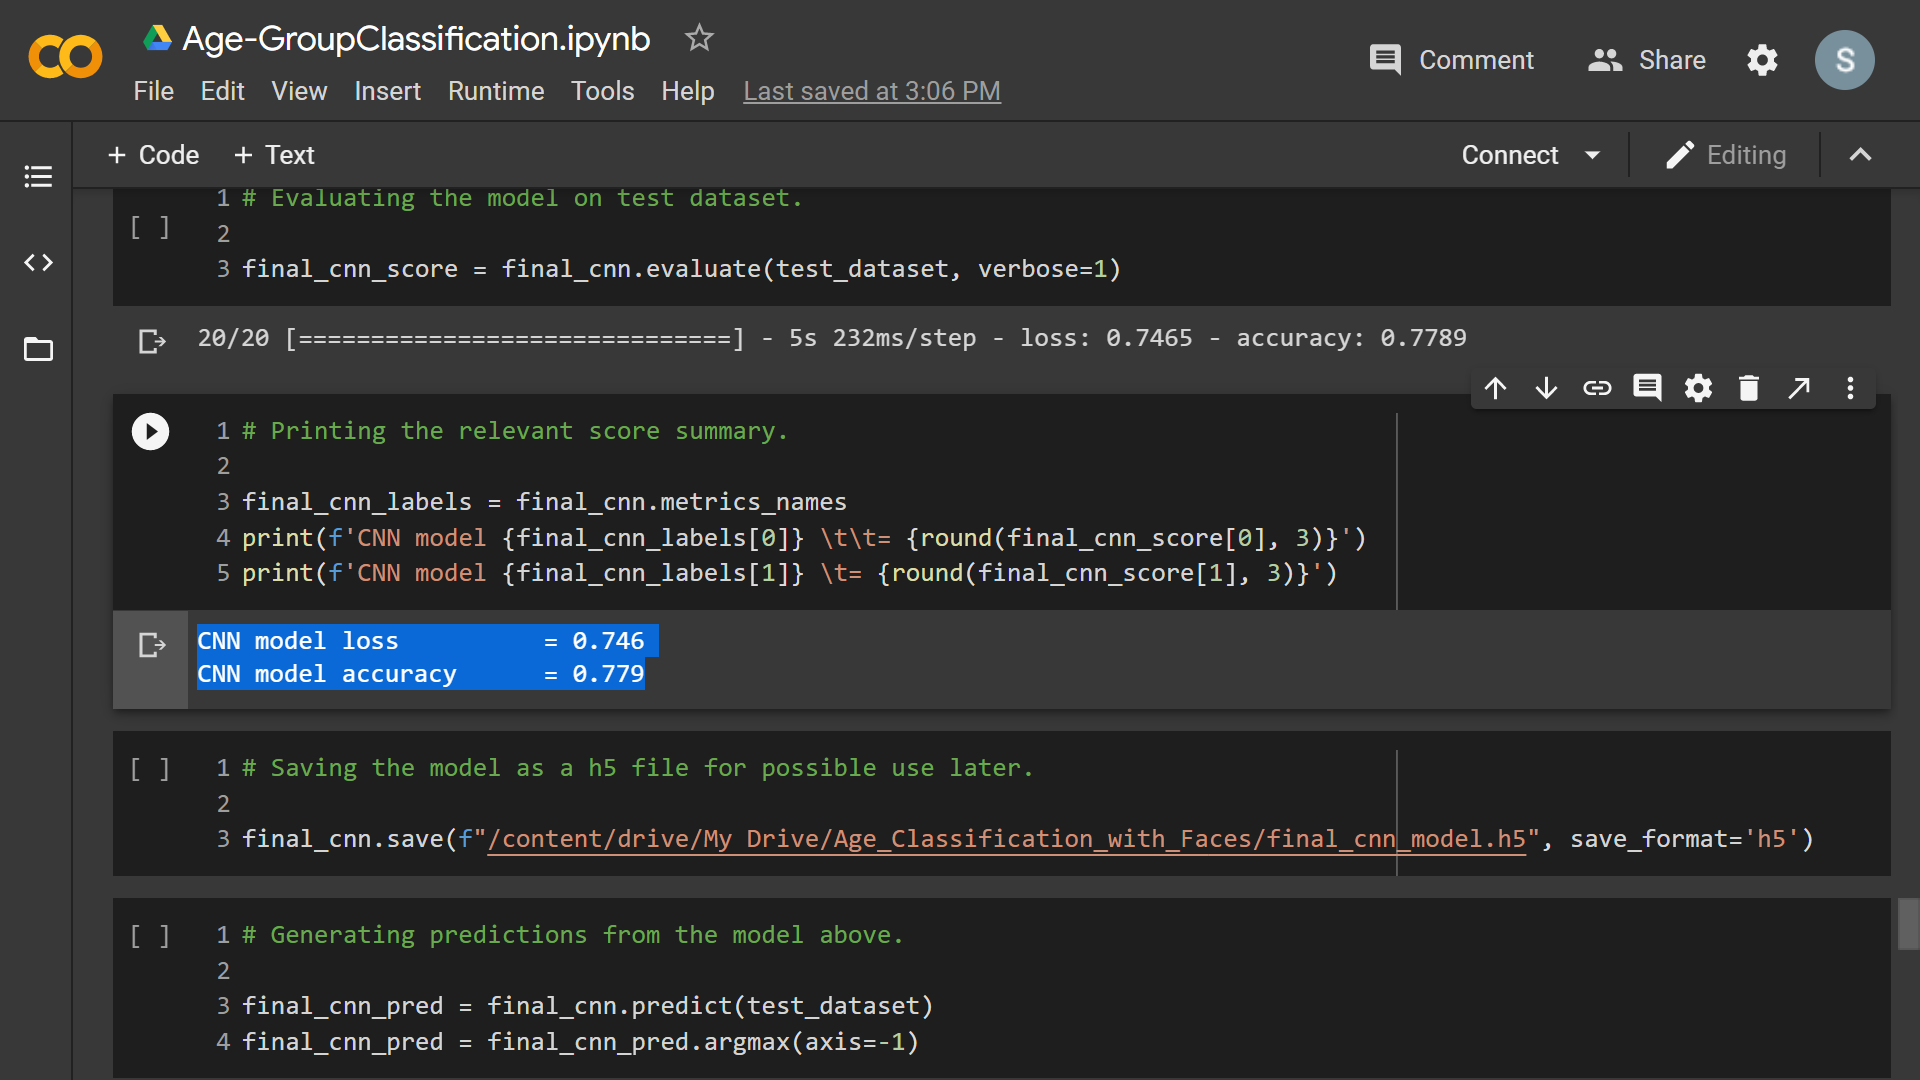 Age-GroupClassification.ipynb
File Edit View Insert Runtime Tools Help Last saved at 3:06 PM
Comment Share S
+ Code + Text Connect Editing
1 # Evaluating the model on test dataset.
[ ]
2
3 final_cnn_score = final_cnn.evaluate(test_dataset, verbose=1)
20/20 [==============================] - 5s 232ms/step - loss: 0.7465 - accuracy: 0.7789
1 # Printing the relevant score summary.
2
3 final_cnn_labels = final_cnn.metrics_names
4 print(f'CNN model {final_cnn_labels[0]} \t\t= {round(final_cnn_score[0], 3)}')
5 print(f'CNN model {final_cnn_labels[1]} \t= {round(final_cnn_score[1], 3)}')
CNN model loss = 0.746
CNN model accuracy = 0.779
[ ] 1 # Saving the model as a h5 file for possible use later.
2
3 final_cnn.save(f"/content/drive/My Drive/Age_Classification_with_Faces/final_cnn_model.h5", save_format='h5')
[ ] 1 # Generating predictions from the model above.
2
3 final_cnn_pred = final_cnn.predict(test_dataset)
4 final_cnn_pred = final_cnn_pred.argmax(axis=-1)